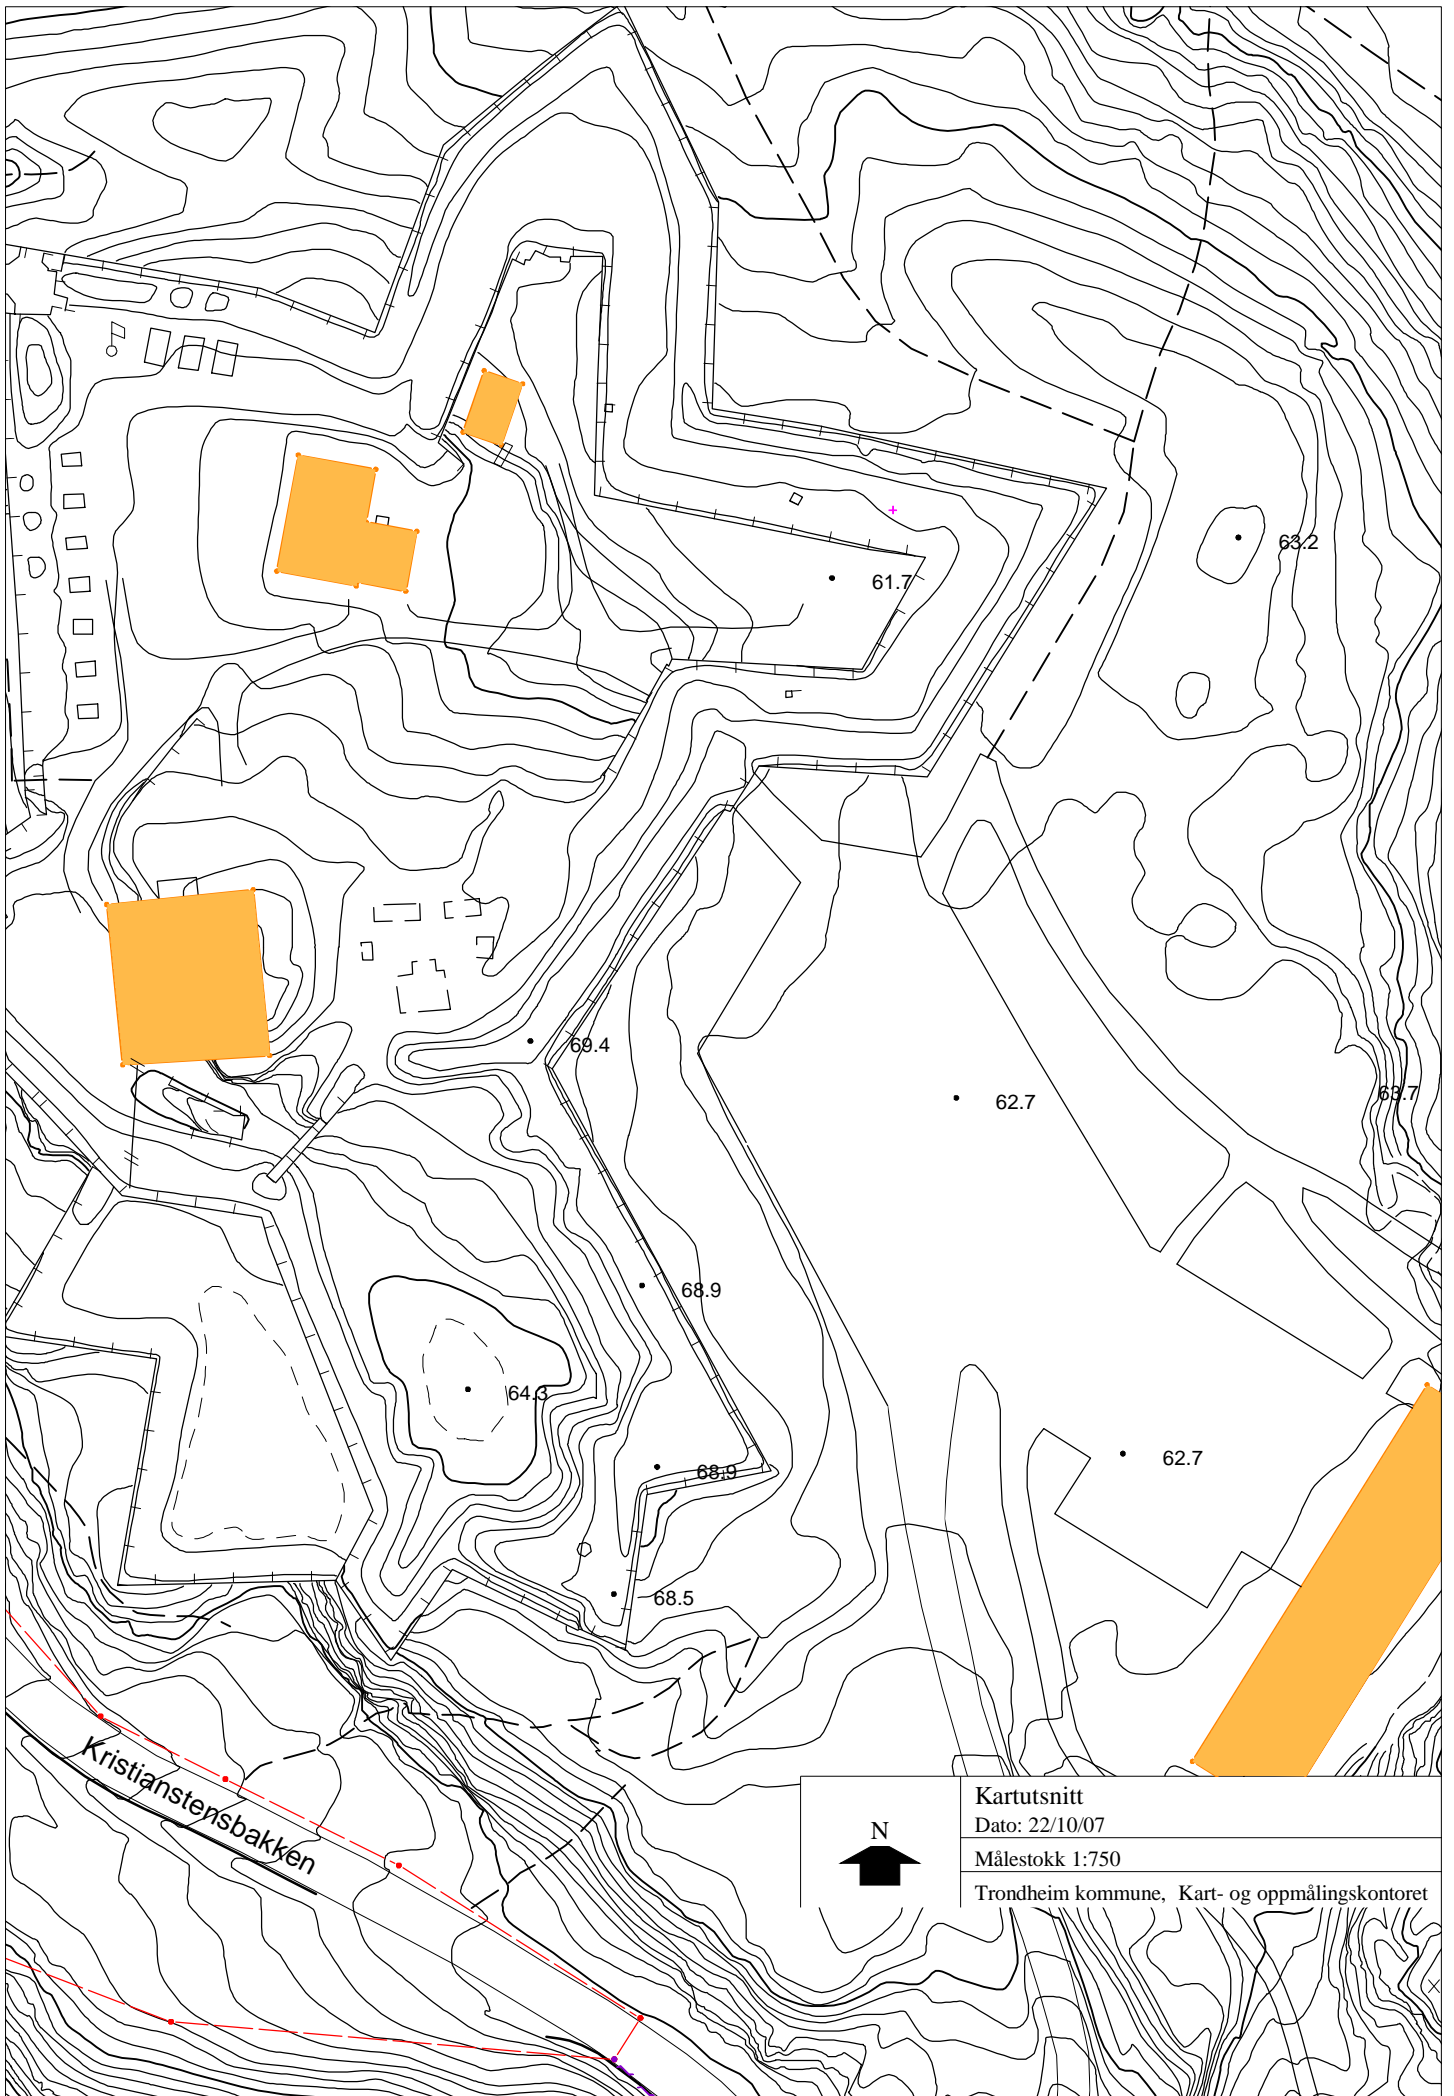 63.2
61.7
69.4
62.7
63.7
68.9
64.3
62.7
68.9
68.5
Kristianstensbakken
N
Kartutsnitt
Dato: 22/10/07
Målestokk 1:750
Trondheim kommune, Kart- og oppmålingskontoret